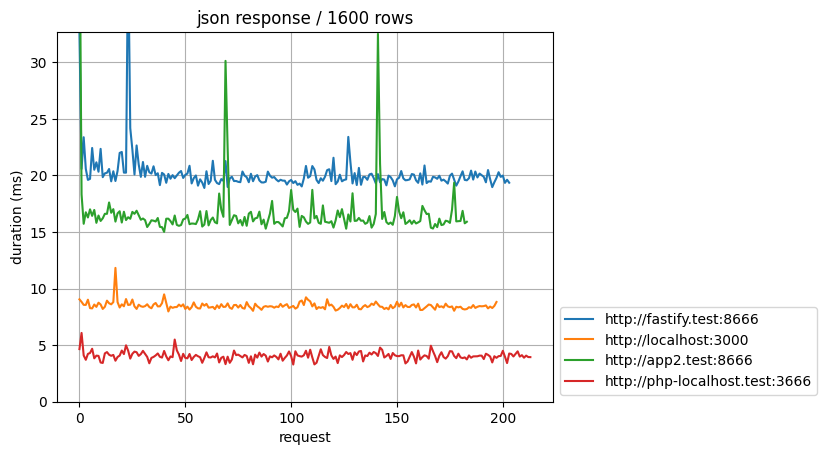 json response / 1600 rows
30
25
20
15
10
5
0
duration (ms)
0 50 100 150 200
request
http://fastify.test:8666
http://localhost:3000
http://app2.test:8666
http://php-localhost.test:3666